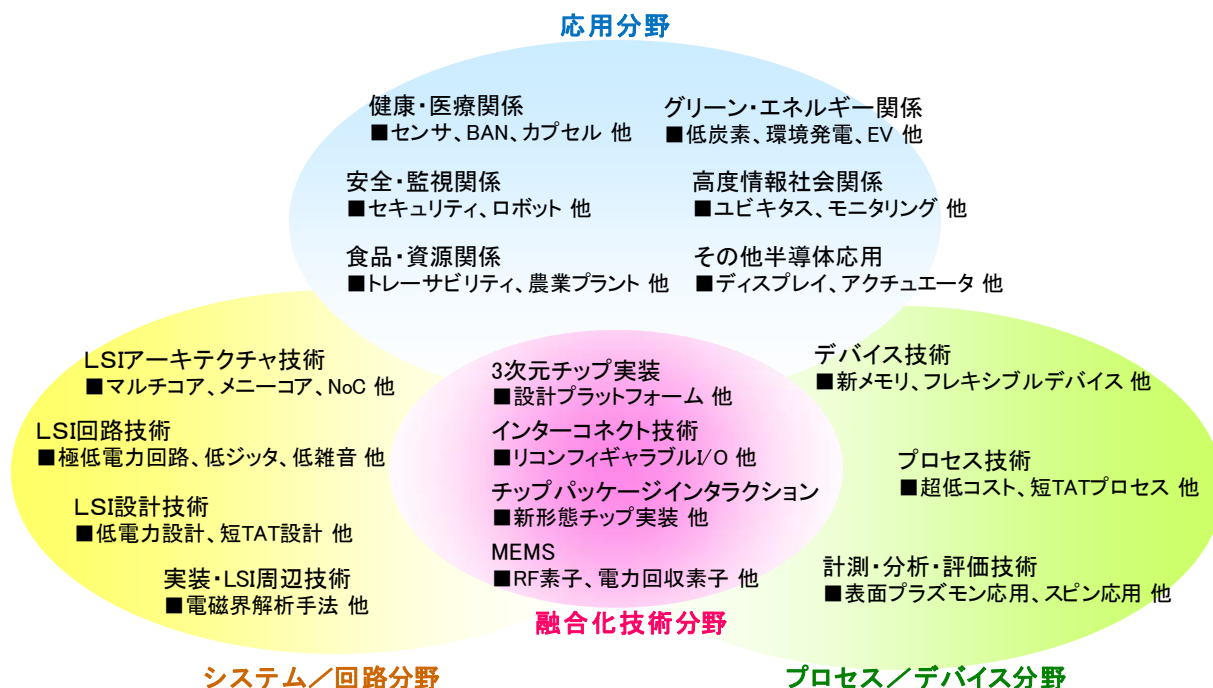 応用分野
健康・医療関係
■センサ、BAN、カプセル 他
グリーン・エネルギー関係
■低炭素、環境発電、EV 他
安全・監視関係
■セキュリティ、ロボット 他
高度情報社会関係
■ユビキタス、モニタリング 他
食品・資源関係
■トレーサビリティ、農業プラント 他
その他半導体応用
■ディスプレイ、アクチュエータ 他
LSIアーキテクチャ技術
■マルチコア、メニーコア、NoC 他
LSI回路技術
■極低電力回路、低ジッタ、低雑音 他
LSI設計技術
■低電力設計、短TAT設計 他
実装・LSI周辺技術
■電磁界解析手法 他
システム／回路分野
3次元チップ実装
■設計プラットフォーム 他
インターコネクト技術
■リコンフィギャラブルI/O 他
チップパッケージインタラクション
■新形態チップ実装 他
MEMS
■RF素子、電力回収素子 他
融合化技術分野
デバイス技術
■新メモリ、フレキシブルデバイス 他
プロセス技術
■超低コスト、短TATプロセス 他
計測・分析・評価技術
■表面プラズモン応用、スピン応用 他
プロセス／デバイス分野